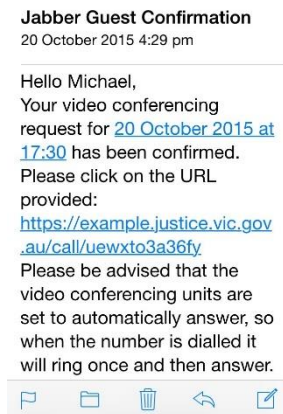 Jabber Guest Confirmation
20 October 2015 4:29 pm
Hello Michael,
Your video conferencing
request for 20 October 2015 at
17:30 has been confirmed.
Please click on the URL
provided:
https://example.justice.vic.gov
.au/call/uewxto3a36fy
Please be advised that the
video conferencing units are
set to automatically answer, so
when the number is dialled it
will ring once and then answer.